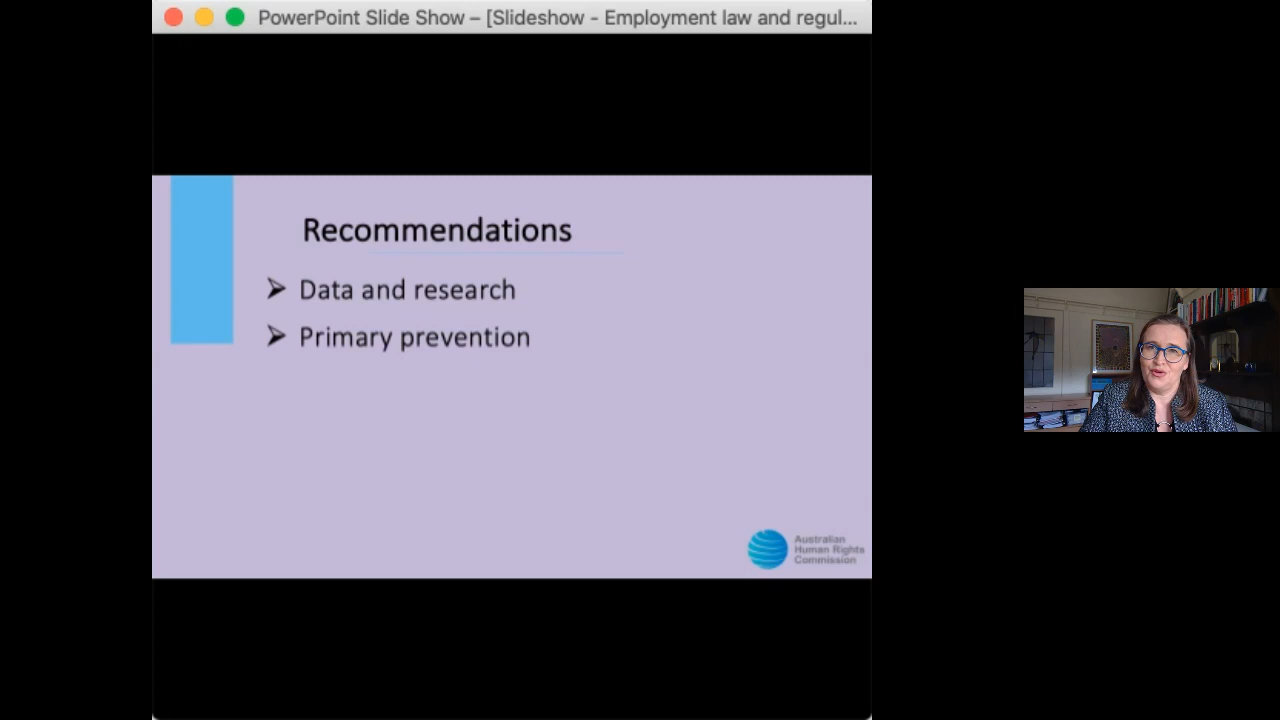 PowerPoint Slide Show – [Slideshow - Employment law and regul...
Recommendations
➢ Data and research
➢ Primary prevention
Australian
Human Rights
Commission